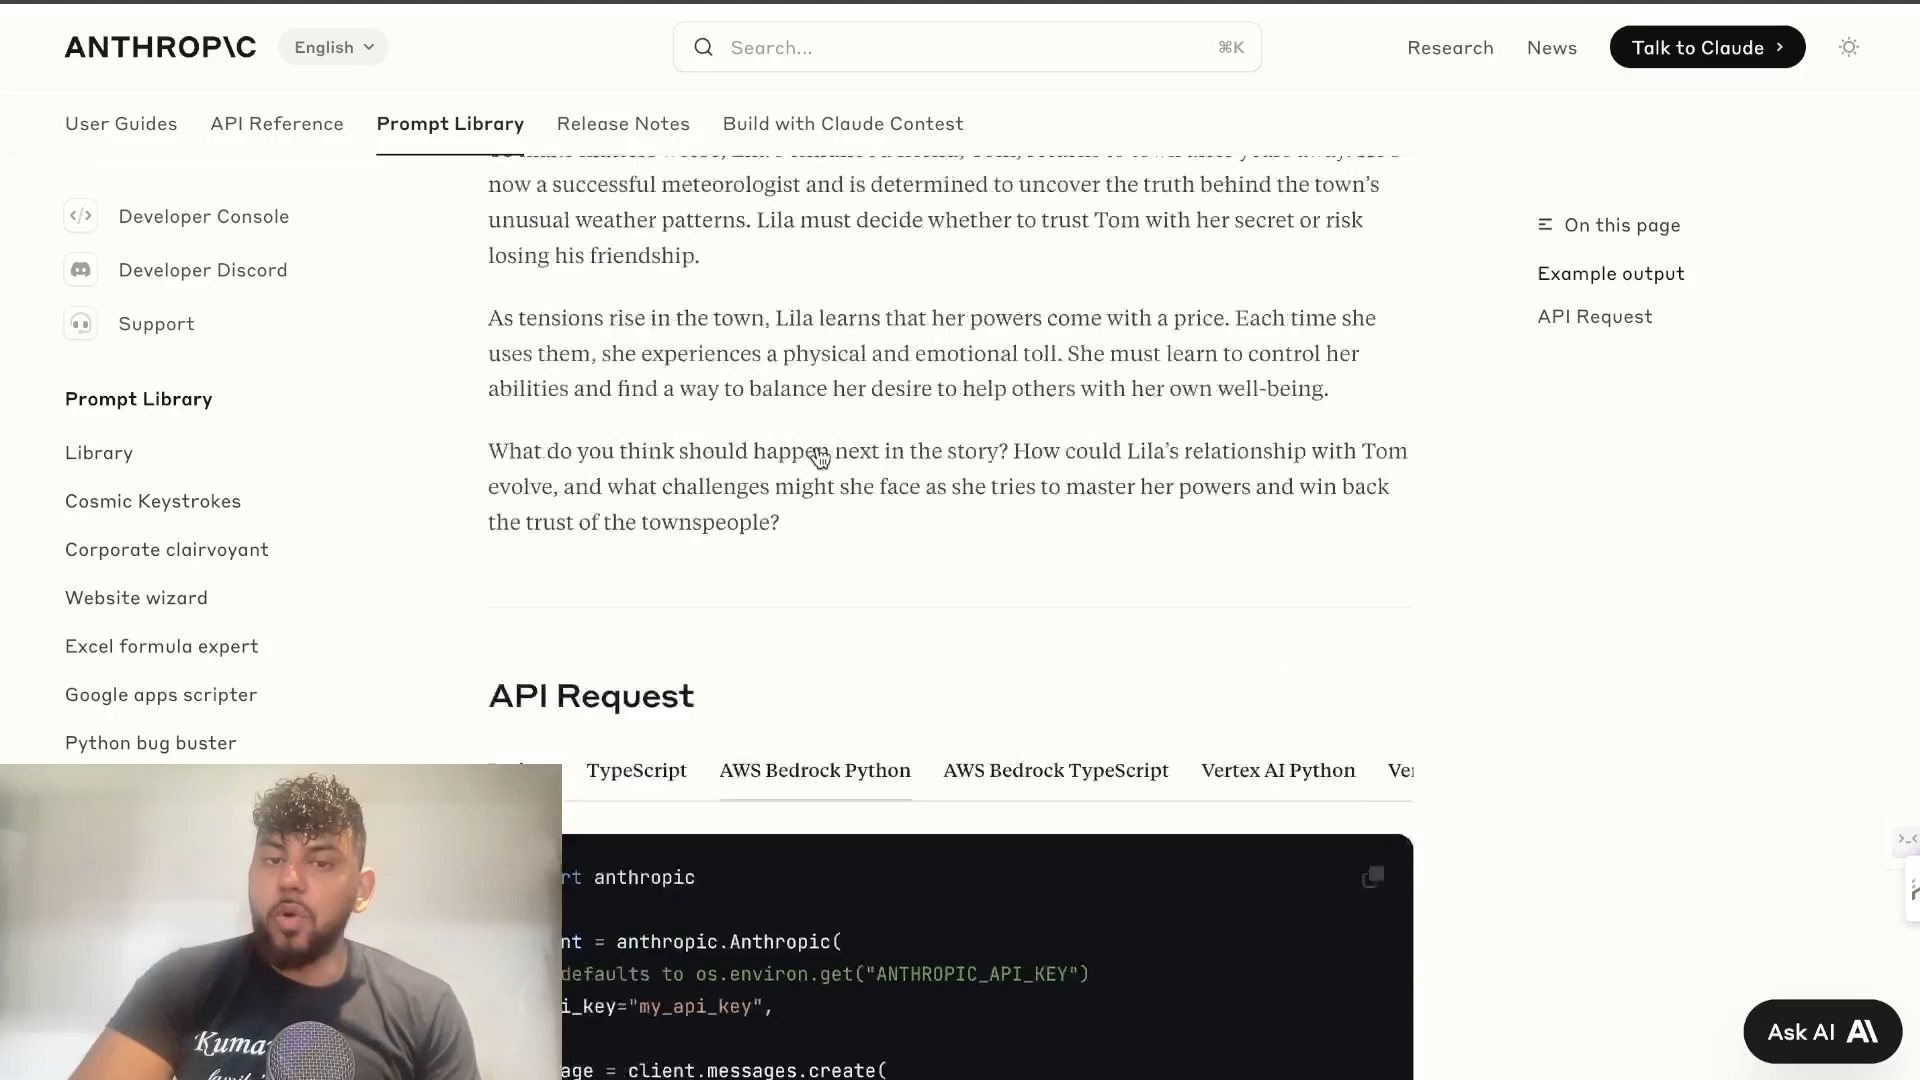 ANTHROP\C
English
Search...
⌘K
Research
News
Talk to Claude
User Guides
API Reference
Prompt Library
Release Notes
Build with Claude Contest
Developer Console
Developer Discord
Support
Prompt Library
Library
Cosmic Keystrokes
Corporate clairvoyant
Website wizard
Excel formula expert
Google apps scripter
Python bug buster
now a successful meteorologist and is determined to uncover the truth behind the town's
unusual weather patterns. Lila must decide whether to trust Tom with her secret or risk
losing his friendship.
As tensions rise in the town, Lila learns that her powers come with a price. Each time she
uses them, she experiences a physical and emotional toll. She must learn to control her
abilities and find a way to balance her desire to help others with her own well-being.
What do you think should happen next in the story? How could Lila's relationship with Tom
evolve, and what challenges might she face as she tries to master her powers and win back
the trust of the townspeople?
API Request
TypeScript
AWS Bedrock Python
AWS Bedrock TypeScript
Vertex AI Python
Ver
rt anthropic
nt = anthropic.Anthropic(
defaults to os.environ.get("ANTHROPIC_API_KEY")
i_key="my_api_key",
age = client.messages.create(
On this page
Example output
API Request
Ask AI
Kuma